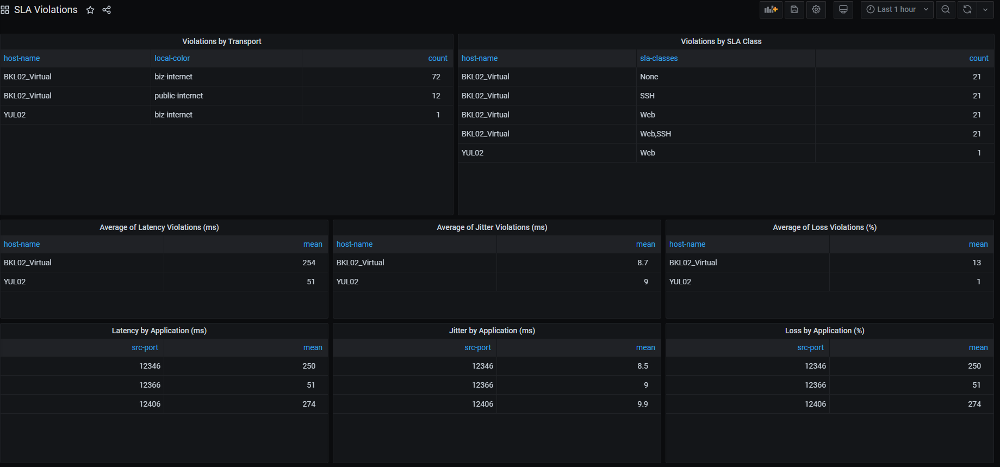 SLA Violations
Last 1 hour
Violations by Transport
host-name local-color count
BKL02_Virtual biz-internet 72
BKL02_Virtual public-internet 12
YUL02 biz-internet 1
Violations by SLA Class
host-name sla-classes count
BKL02_Virtual None 21
BKL02_Virtual SSH 21
BKL02_Virtual Web 21
BKL02_Virtual Web,SSH 21
YUL02 Web 1
Average of Latency Violations (ms)
host-name mean
BKL02_Virtual 254
YUL02 51
Average of Jitter Violations (ms)
host-name mean
BKL02_Virtual 8.7
YUL02 9
Average of Loss Violations (%)
host-name mean
BKL02_Virtual 13
YUL02 1
Latency by Application (ms)
src-port mean
12346 250
12366 51
12406 274
Jitter by Application (ms)
src-port mean
12346 8.5
12366 9
12406 9.9
Loss by Application (%)
src-port mean
12346 250
12366 51
12406 274